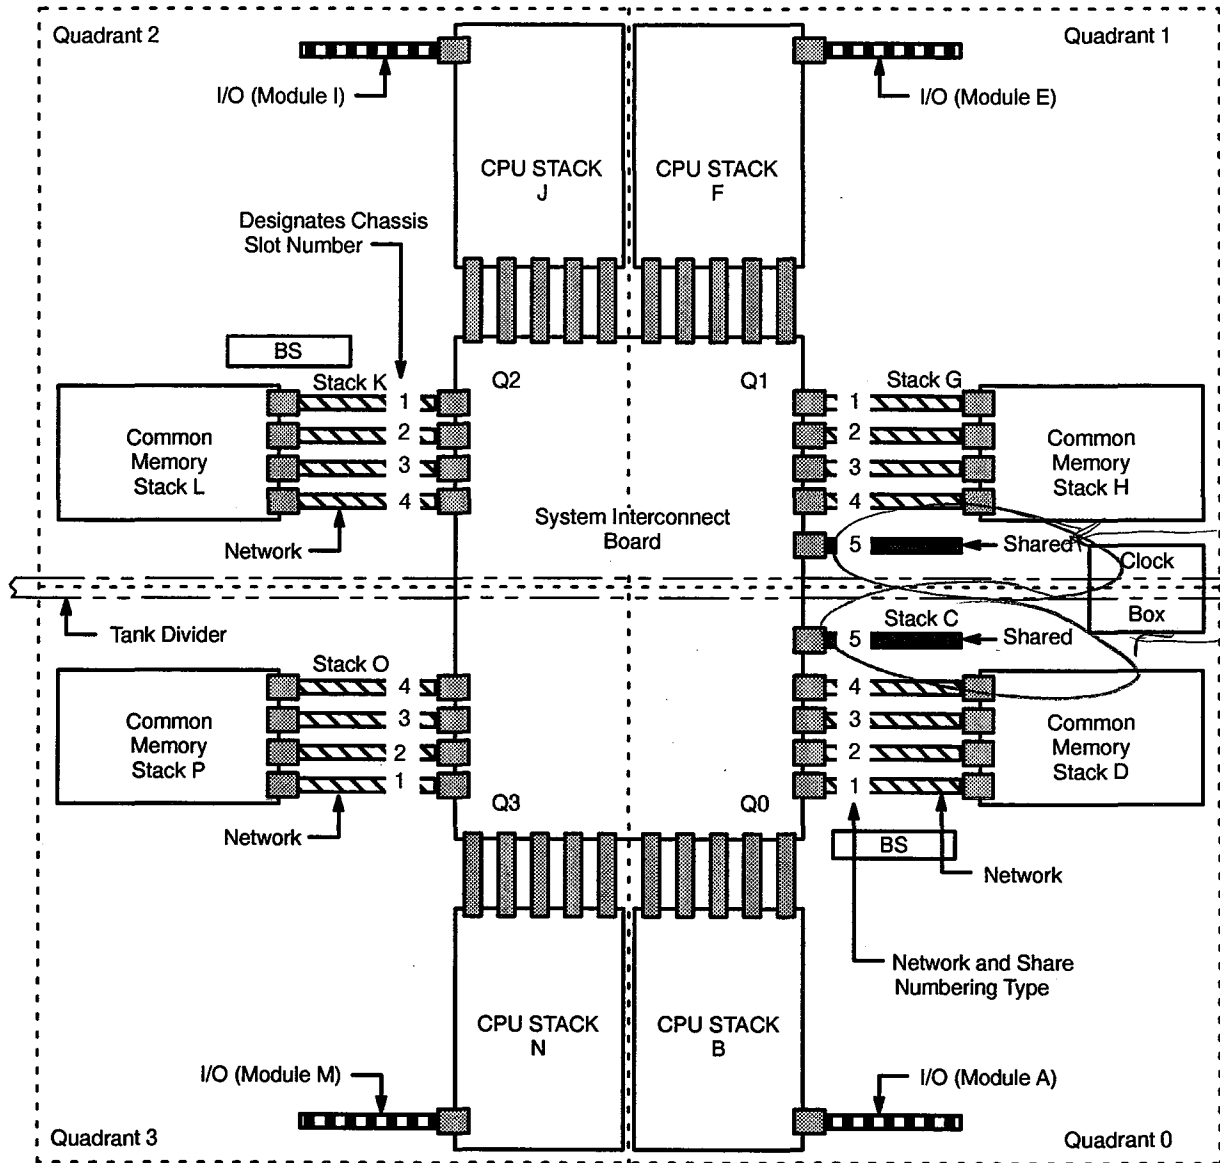 Quadrant 2
Quadrant 1
I/O (Module I)
I/O (Module E)
CPU STACK
J
CPU STACK
F
Designates Chassis
Slot Number
BS
Stack K
Q2
Q1
Stack G
1
2
3
4
1
2
3
4
5
Common
Memory
Stack L
Common
Memory
Stack H
Network
System Interconnect
Board
Shared
Clock
Box
Tank Divider
Stack C
5
Shared
Stack O
4
3
2
1
4
3
2
1
Common
Memory
Stack P
Common
Memory
Stack D
Q3
Q0
Network
BS
Network
Network and Share
Numbering Type
CPU STACK
N
CPU STACK
B
I/O (Module M)
I/O (Module A)
Quadrant 3
Quadrant 0